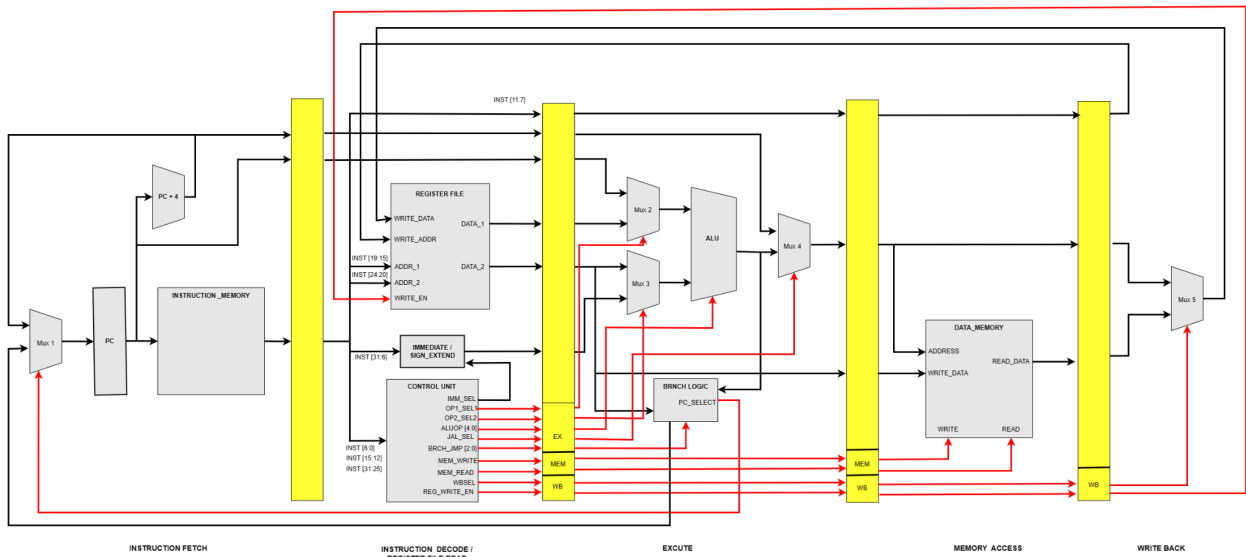 INST [11:7]
PC + 4
REGISTER FILE
WRITE_DATA
DATA_1
WRITE_ADDR
INST [19:15]
ADDR_1
DATA_2
INST [24:20]
ADDR_2
WRITE_EN
Mux 2
ALU
Mux 4
Mux 3
INSTRUCTION _MEMORY
Mux 5
Mux 1
PC
DATA_MEMORY
IMMEDIATE /
SIGN_EXTEND
INST [31:6]
ADDRESS
READ_DATA
WRITE_DATA
WRITE
READ
CONTROL UNIT
IMM_SEL
OP1_SEL1
OP2_SEL2
ALUOP [4:0]
JAL_SEL
BRCH_JMP [2:0]
MEM_WRITE
MEM_READ
WBSEL
REG_WRITE_EN
INST [6:0]
INST [15:12]
INST [31:25]
BRNCH LOGIC
PC_SELECT
EX
MEM
WB
MEM
WB
WB
INSTRUCTION FETCH
INSTRUCTION DECODE /
REGISTER FILE READ
EXCUTE
MEMORY ACCESS
WRITE BACK